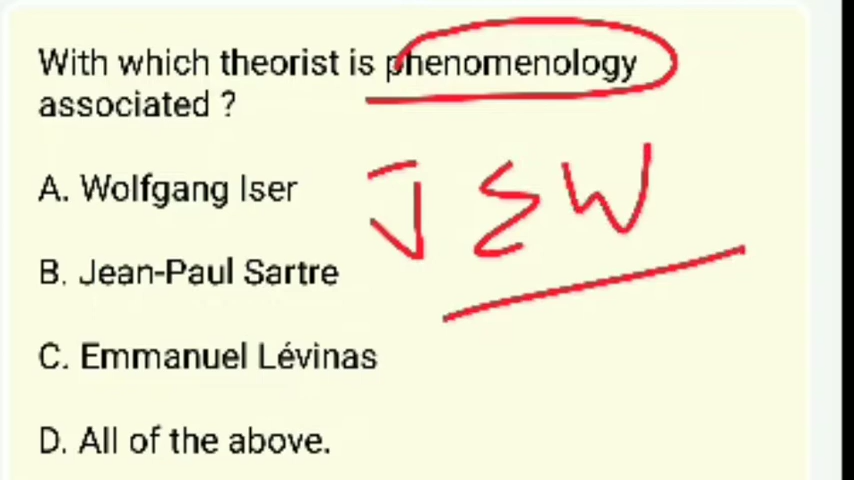 With which theorist is phenomenology
associated ?
A. Wolfgang Iser
J E W
B. Jean-Paul Sartre
C. Emmanuel Lévinas
D. All of the above.